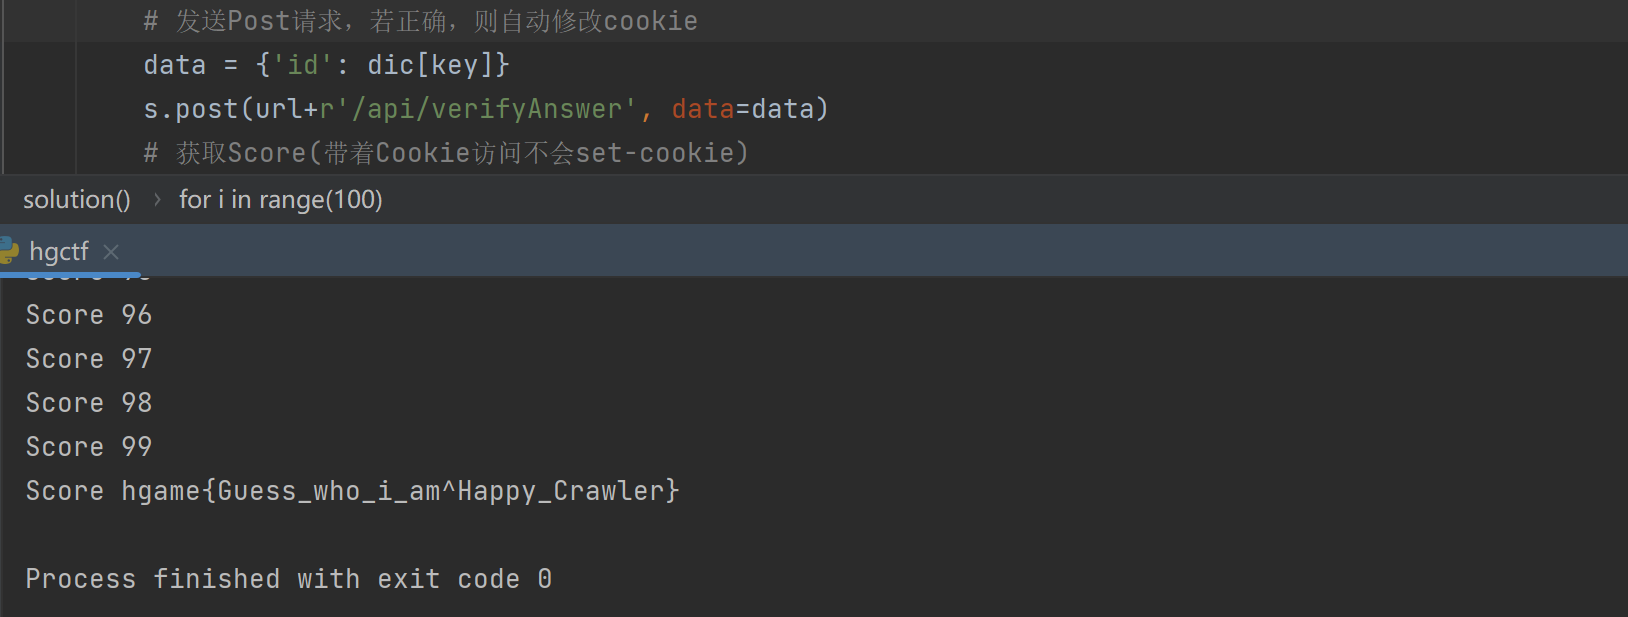 # 发送Post请求，若正确，则自动修改cookie
data = {'id': dic[key]}
s.post(url+r'/api/verifyAnswer', data=data)
# 获取Score(带着Cookie访问不会set-cookie)
solution() › for i in range(100)
hgctf ×
Score 96
Score 97
Score 98
Score 99
Score hgame{Guess_who_i_am^Happy_Crawler}
Process finished with exit code 0